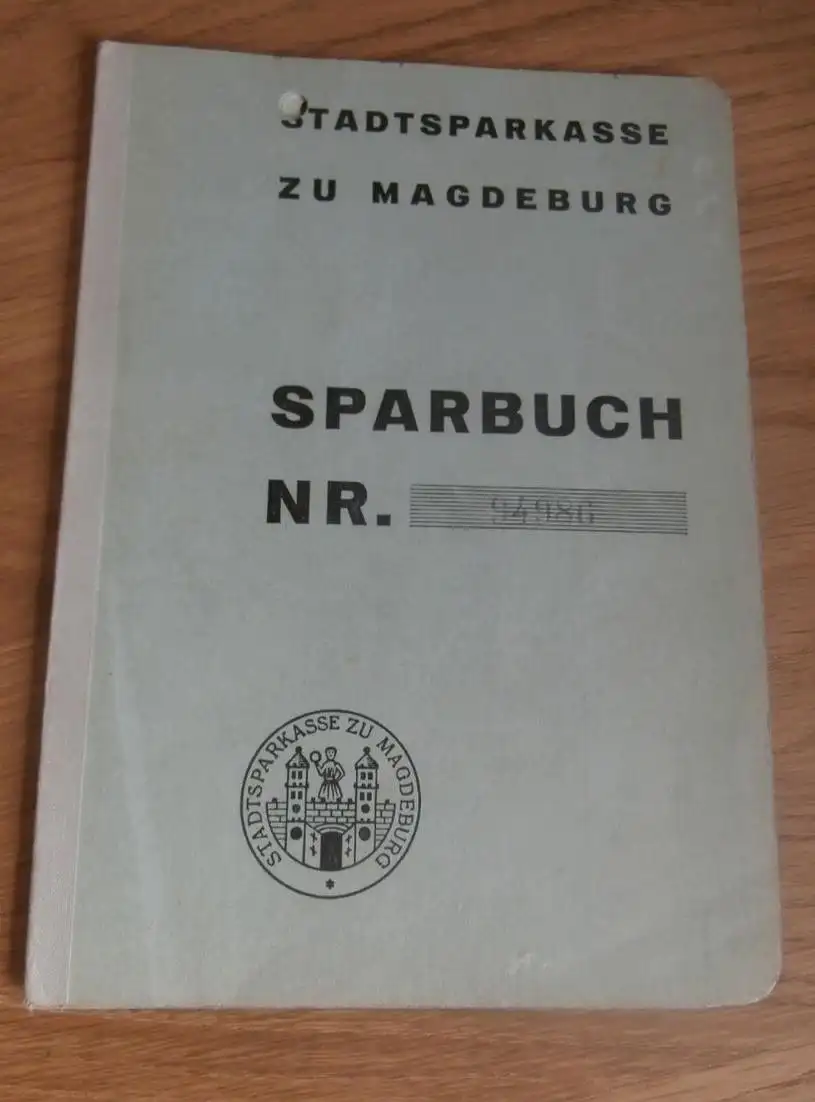 STADTSPARKASSE
ZU MAGDEBURG
SPARBUCH
NR. 94986
STADTSPARKASSE ZU MAGDEBURG